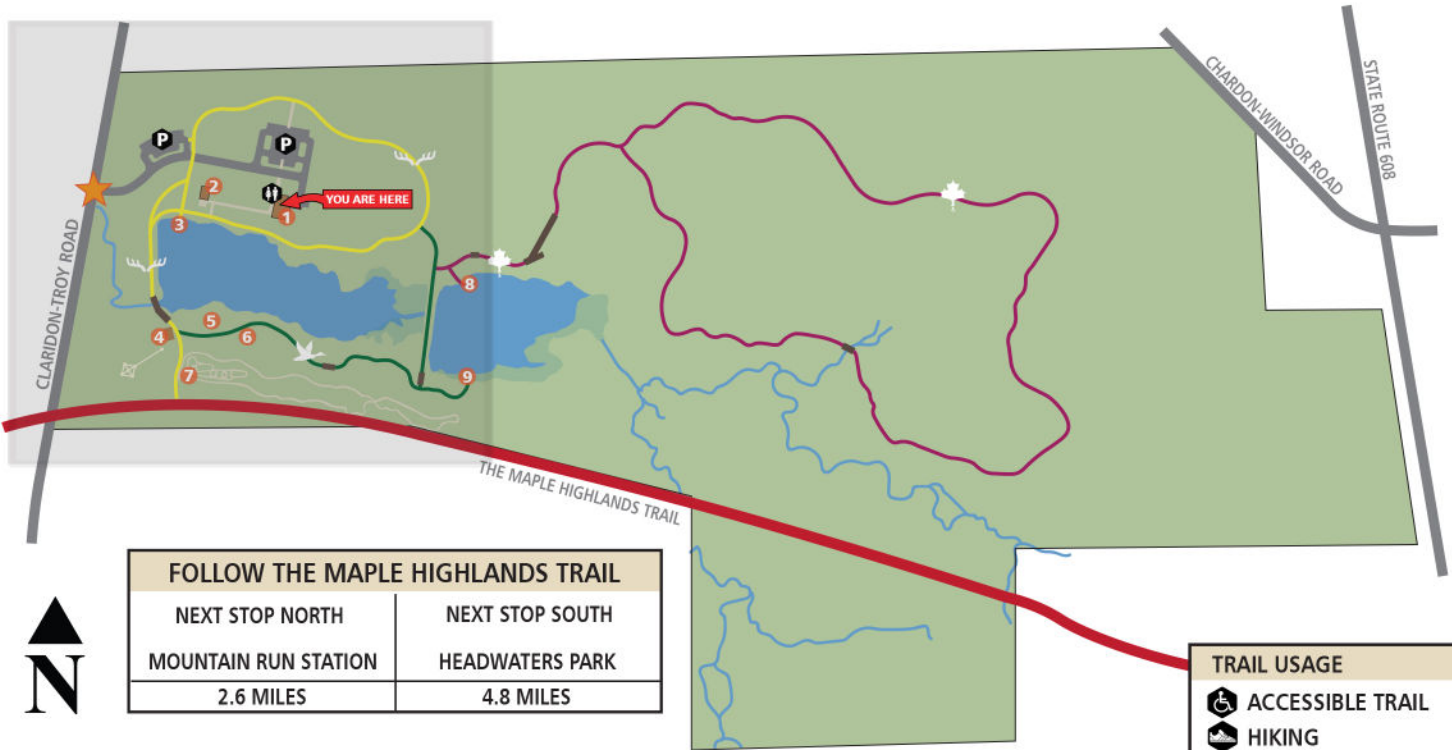 CHARDON-WINDSOR ROAD
STATE ROUTE 608
P
P
2
YOU ARE HERE
1
3
CLARIDON-TROY ROAD
8
5
4
6
7
9
THE MAPLE HIGHLANDS TRAIL
FOLLOW THE MAPLE HIGHLANDS TRAIL
NEXT STOP NORTH
NEXT STOP SOUTH
MOUNTAIN RUN STATION
HEADWATERS PARK
2.6 MILES
4.8 MILES
N
TRAIL USAGE
ACCESSIBLE TRAIL
HIKING